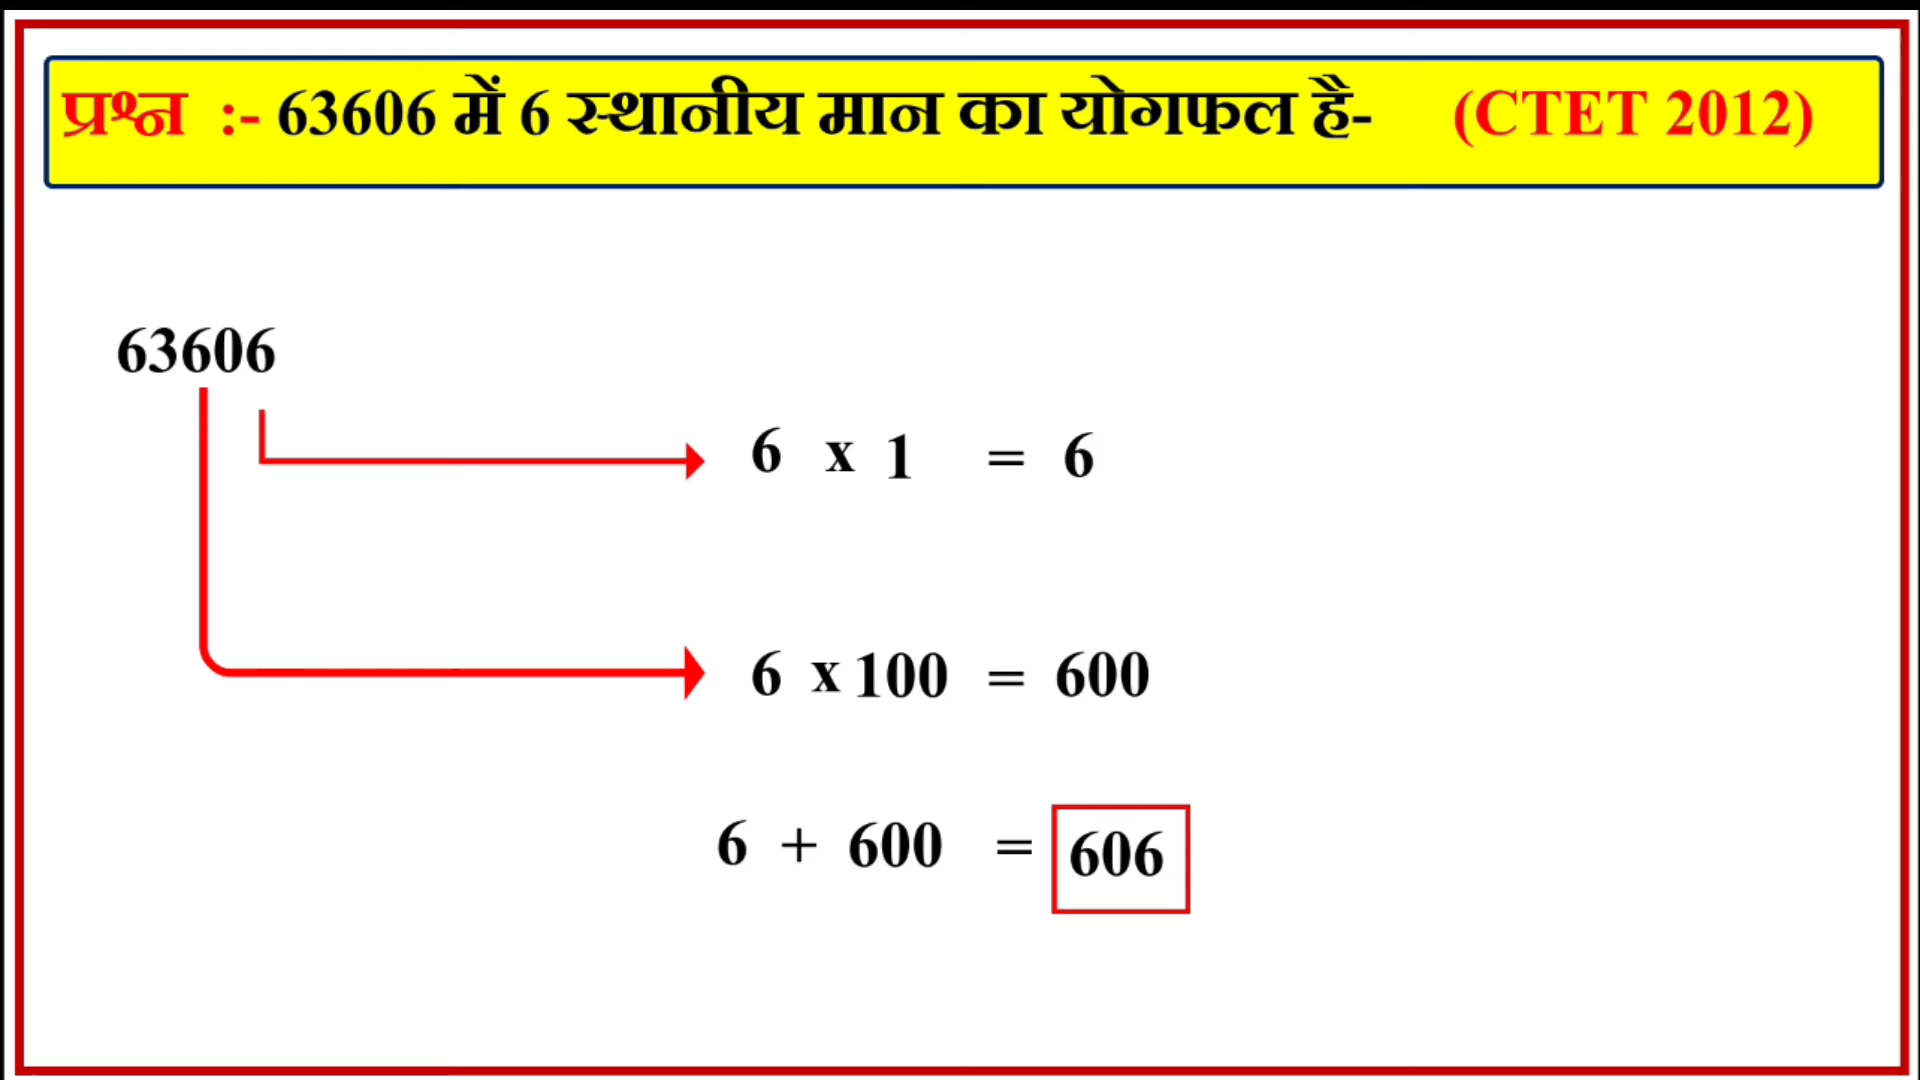 प्रश्न :- 63606 में 6 स्थानीय मान का योगफल है- (CTET 2012)
63606
6 x 1 = 6
6 x 100 = 600
6 + 600 = 606